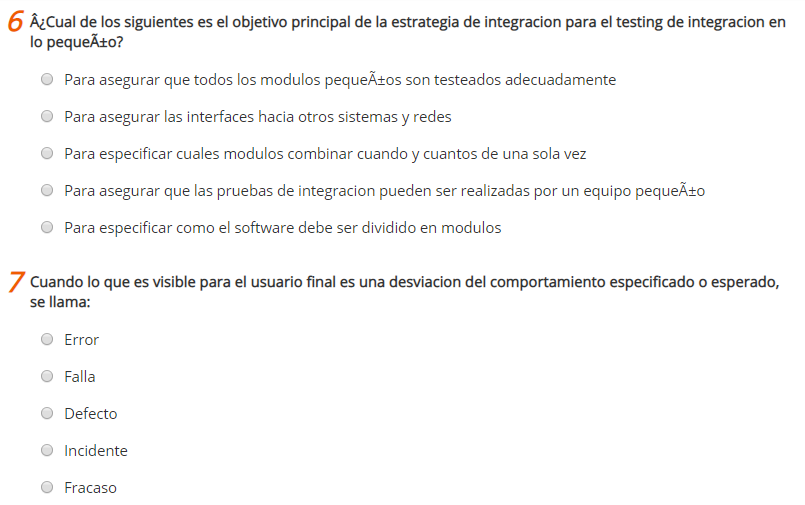 6 Â¿Cual de los siguientes es el objetivo principal de la estrategia de integracion para el testing de integracion en
lo pequeÃ±o?
Para asegurar que todos los modulos pequeÃ±os son testeados adecuadamente
Para asegurar las interfaces hacia otros sistemas y redes
Para especificar cuales modulos combinar cuando y cuantos de una sola vez
Para asegurar que las pruebas de integracion pueden ser realizadas por un equipo pequeÃ±o
Para especificar como el software debe ser dividido en modulos
7 Cuando lo que es visible para el usuario final es una desviacion del comportamiento especificado o esperado,
se llama:
Error
Falla
Defecto
Incidente
Fracaso